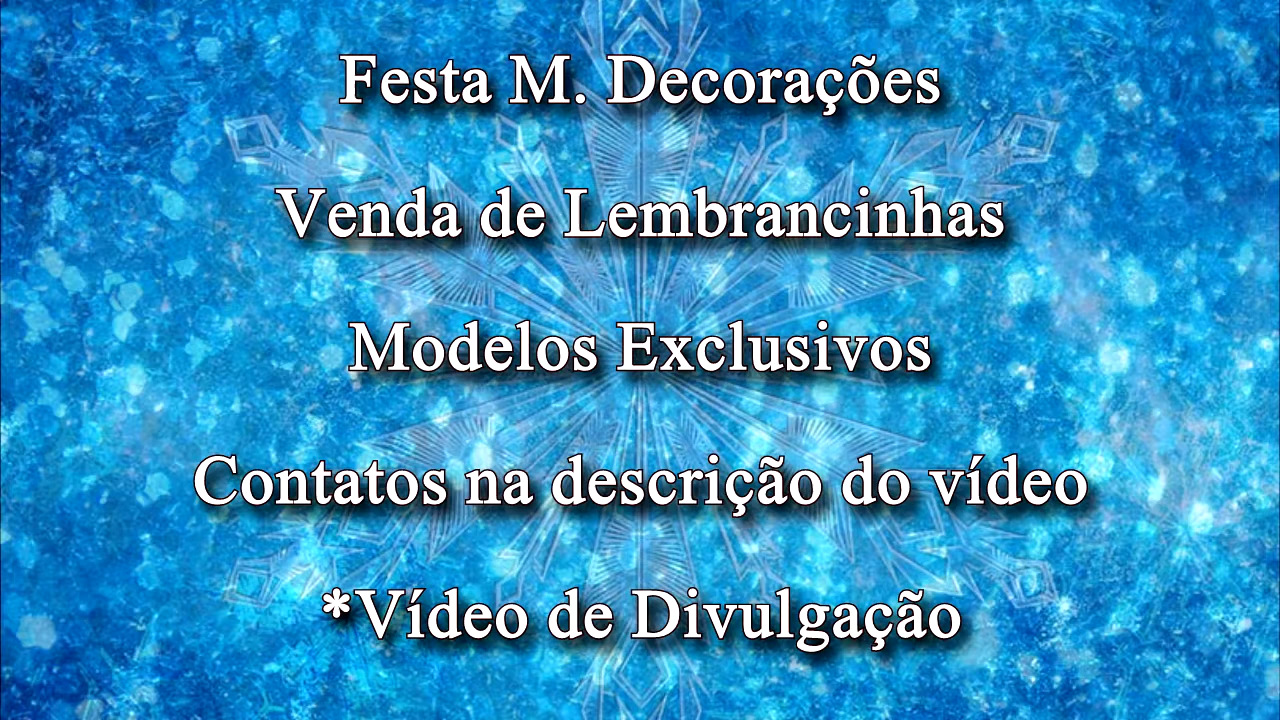 Festa M. Decorações
Venda de Lembrancinhas
Modelos Exclusivos
Contatos na descrição do vídeo
*Vídeo de Divulgação